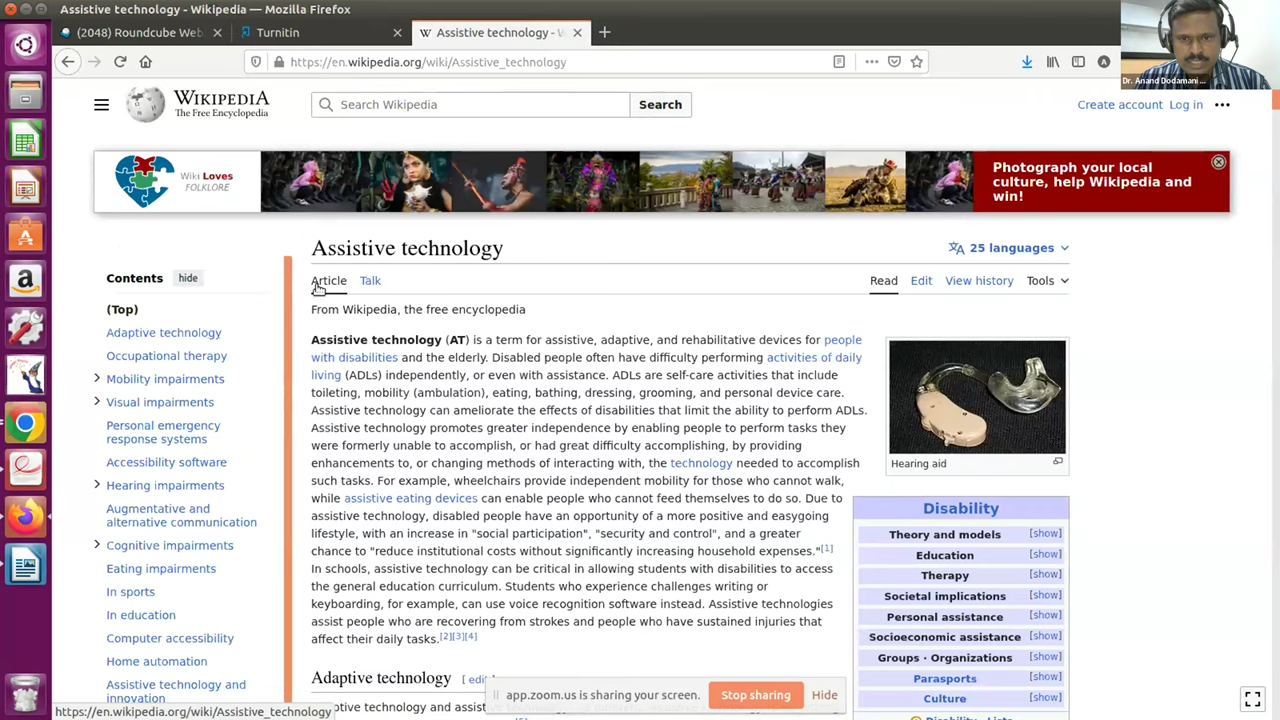 Assistive technology - Wikipedia — Mozilla Firefox
(2048) Roundcube Web
Turnitin
Assistive technology - W
https://en.wikipedia.org/wiki/Assistive_technology
Dr. Anand Dodamani ...
WIKIPEDIA
The Free Encyclopedia
Search Wikipedia
Search
Create account
Log in
Wiki Loves
FOLKLORE
Photograph your local
culture, help Wikipedia and
win!
Assistive technology
25 languages
Contents
hide
(Top)
Adaptive technology
Occupational therapy
Mobility impairments
Visual impairments
Personal emergency
response systems
Accessibility software
Hearing impairments
Augmentative and
alternative communication
Cognitive impairments
Eating impairments
In sports
In education
Computer accessibility
Home automation
Assistive technology and
innovation
Article
Talk
Read
Edit
View history
Tools
From Wikipedia, the free encyclopedia
Assistive technology (AT) is a term for assistive, adaptive, and rehabilitative devices for people
with disabilities and the elderly. Disabled people often have difficulty performing activities of daily
living (ADLs) independently, or even with assistance. ADLs are self-care activities that include
toileting, mobility (ambulation), eating, bathing, dressing, grooming, and personal device care.
Assistive technology can ameliorate the effects of disabilities that limit the ability to perform ADLs.
Assistive technology promotes greater independence by enabling people to perform tasks they
were formerly unable to accomplish, or had great difficulty accomplishing, by providing
enhancements to, or changing methods of interacting with, the technology needed to accomplish
such tasks. For example, wheelchairs provide independent mobility for those who cannot walk,
while assistive eating devices can enable people who cannot feed themselves to do so. Due to
assistive technology, disabled people have an opportunity of a more positive and easygoing
lifestyle, with an increase in "social participation", "security and control", and a greater
chance to "reduce institutional costs without significantly increasing household expenses."[1]
In schools, assistive technology can be critical in allowing students with disabilities to access
the general education curriculum. Students who experience challenges writing or
keyboarding, for example, can use voice recognition software instead. Assistive technologies
assist people who are recovering from strokes and people who have sustained injuries that
affect their daily tasks.[2][3][4]
Adaptive technology [ edit
Hearing aid
Disability
Theory and models [show]
Education [show]
Therapy [show]
Societal implications [show]
Personal assistance [show]
Socioeconomic assistance [show]
Groups · Organizations [show]
Parasports [show]
Culture [show]
app.zoom.us is sharing your screen.
Stop sharing
Hide
https://en.wikipedia.org/wiki/Assistive_technology